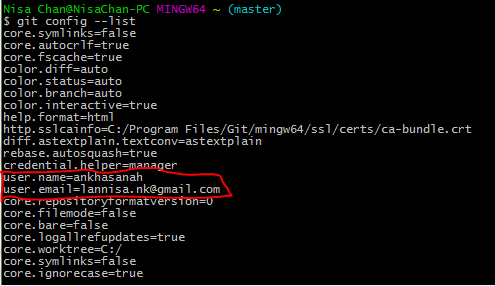 Nisa Chan@NisaChan-PC MINGW64 ~ (master)
$ git config --list
core.symlinks=false
core.autocrlf=true
core.fscache=true
color.diff=auto
color.status=auto
color.branch=auto
color.interactive=true
help.format=html
http.sslcainfo=C:/Program Files/Git/mingw64/ssl/certs/ca-bundle.crt
diff.astextplain.textconv=astextplain
rebase.autosquash=true
credential.helper=manager
user.name=ankhasanah
user.email=lannisa.nk@gmail.com
core.repositoryformatversion=0
core.filemode=false
core.bare=false
core.logallrefupdates=true
core.worktree=C:/
core.symlinks=false
core.ignorecase=true